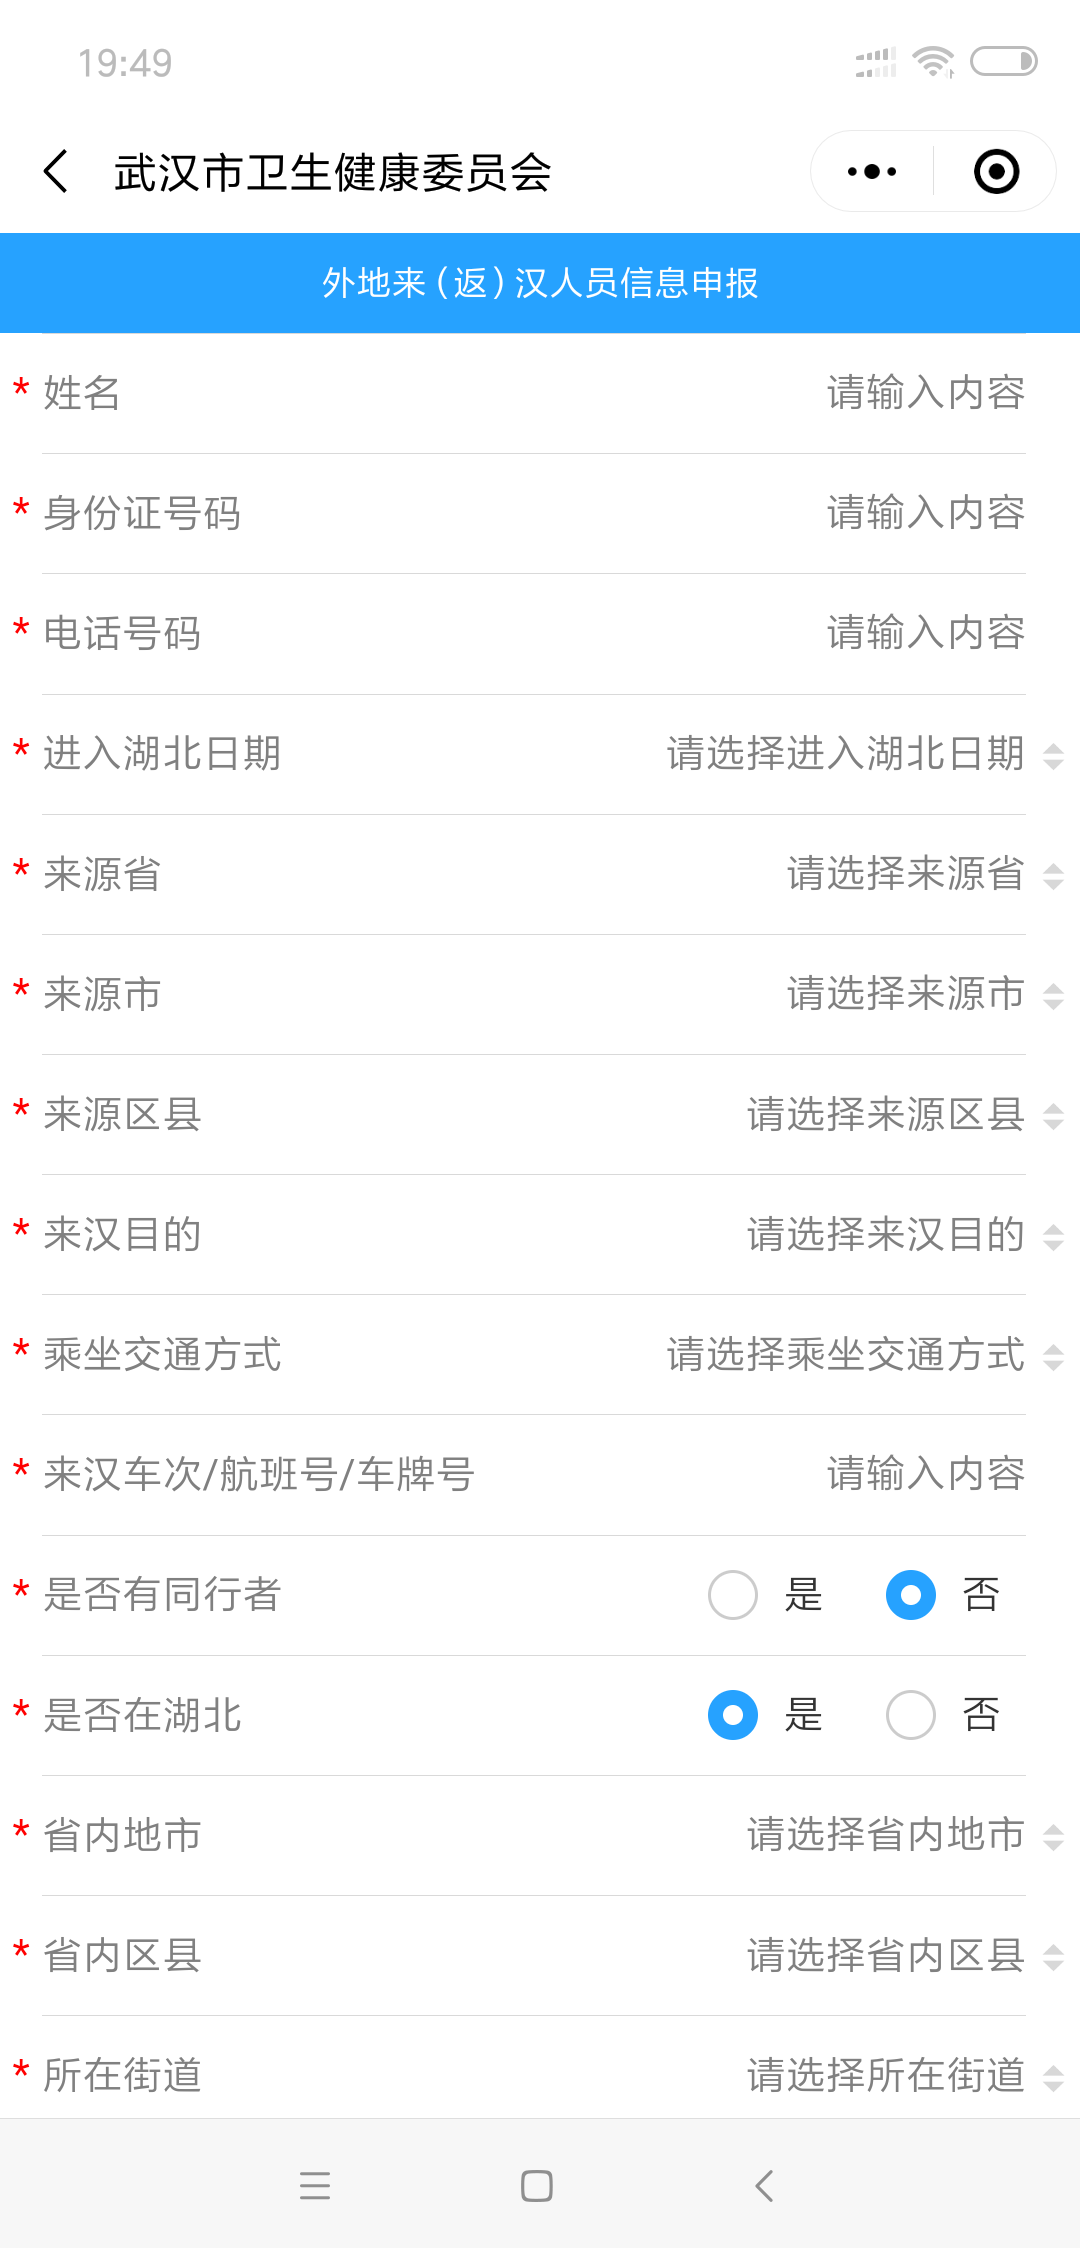 19:49
武汉市卫生健康委员会
外地来（返）汉人员信息申报
* 姓名 请输入内容
* 身份证号码 请输入内容
* 电话号码 请输入内容
* 进入湖北日期 请选择进入湖北日期
* 来源省 请选择来源省
* 来源市 请选择来源市
* 来源区县 请选择来源区县
* 来汉目的 请选择来汉目的
* 乘坐交通方式 请选择乘坐交通方式
* 来汉车次/航班号/车牌号 请输入内容
* 是否有同行者 是 否
* 是否在湖北 是 否
* 省内地市 请选择省内地市
* 省内区县 请选择省内区县
* 所在街道 请选择所在街道